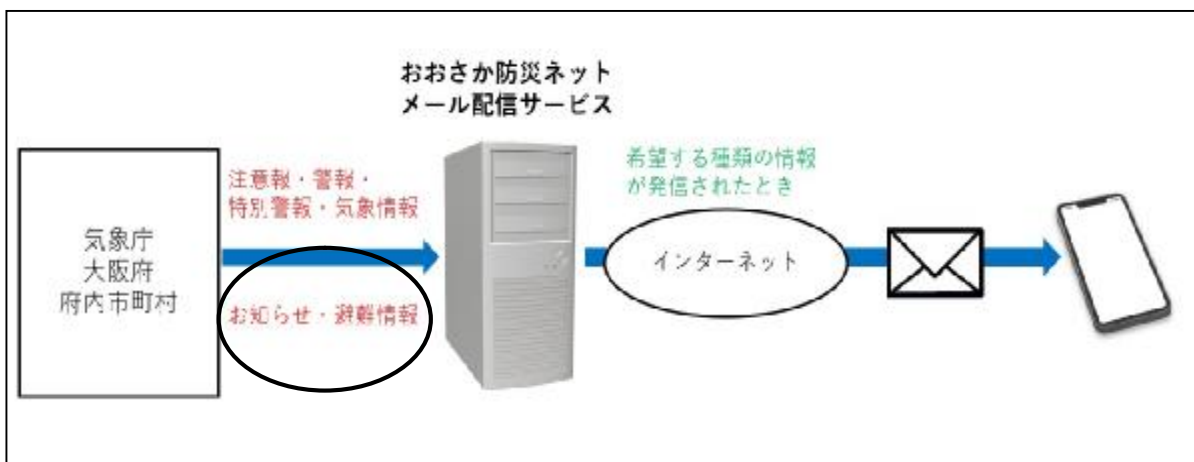 おおさか防災ネット
メール配信サービス
気象庁
大阪府
府内市町村
注意報・警報・
特別警報・気象情報
お知らせ・避難情報
希望する種類の情報
が発信されたとき
インターネット